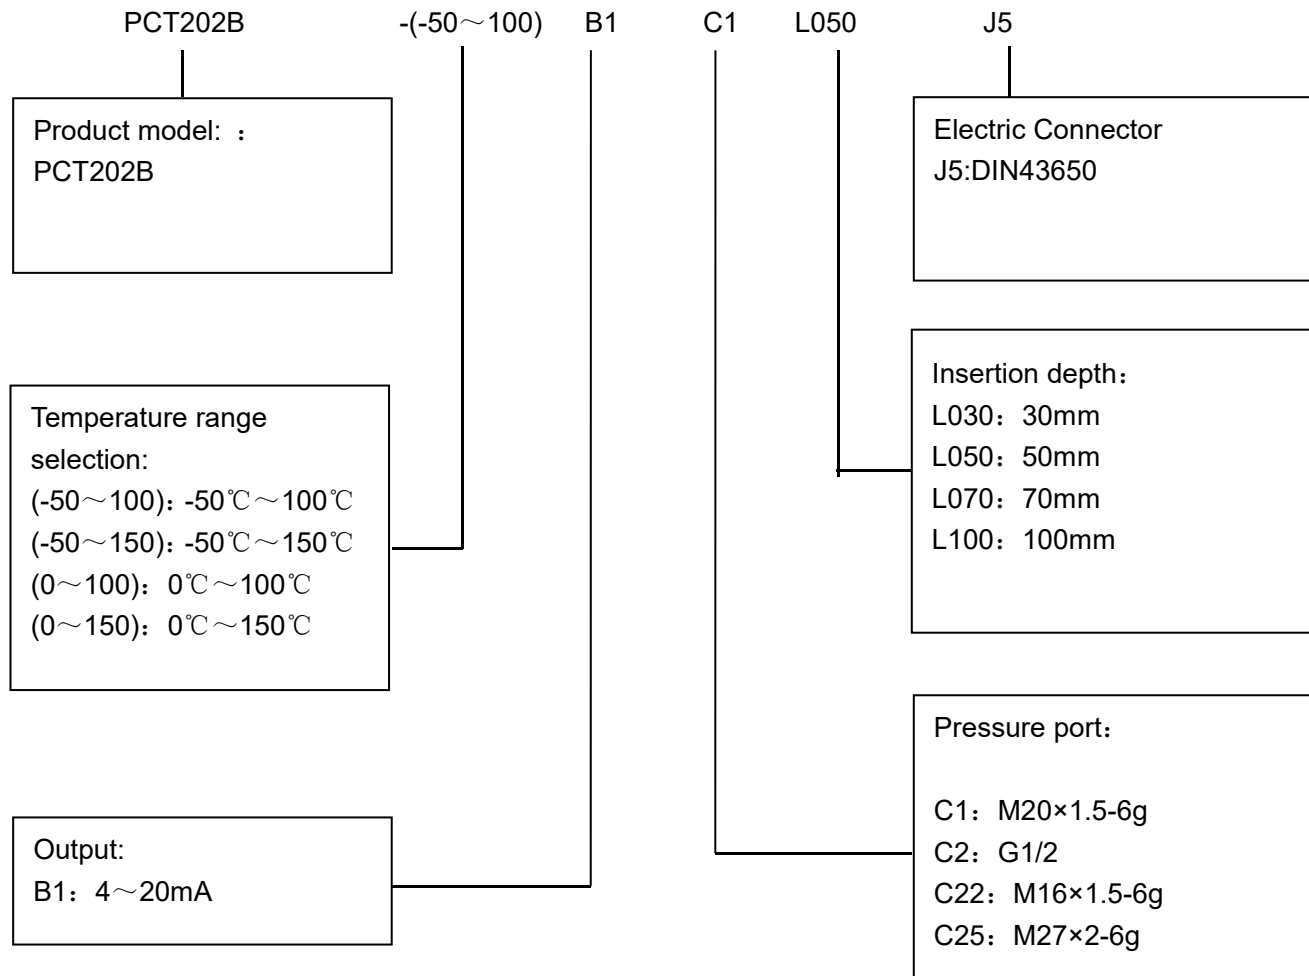 PCT202B -(-50～100) B1 C1 L050 J5
Product model: ：
PCT202B
Electric Connector
J5:DIN43650
Temperature range
selection:
(-50～100)：-50℃～100℃
(-50～150)：-50℃～150℃
(0～100)：0℃～100℃
(0～150)：0℃～150℃
Insertion depth：
L030：30mm
L050：50mm
L070：70mm
L100：100mm
Output:
B1：4～20mA
Pressure port：
C1：M20×1.5-6g
C2：G1/2
C22：M16×1.5-6g
C25：M27×2-6g